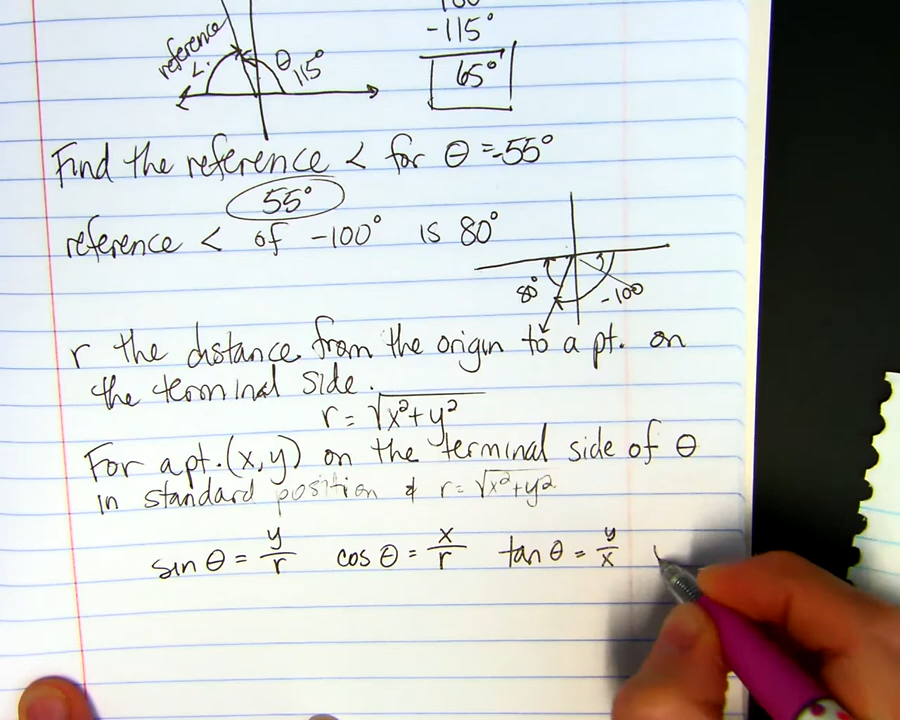 reference
<.
θ
115°
-115°
65°
Find the reference < for θ =-55°
55°
reference < of -100° is 80°
80°
-100
r the distance from the origin to a pt. on
the terminal side.
r = √x²+y²
For a pt. (x,y) on the terminal side of θ
in standard position & r = √x²+y²
sin θ = y/r cos θ = x/r tan θ = y/x